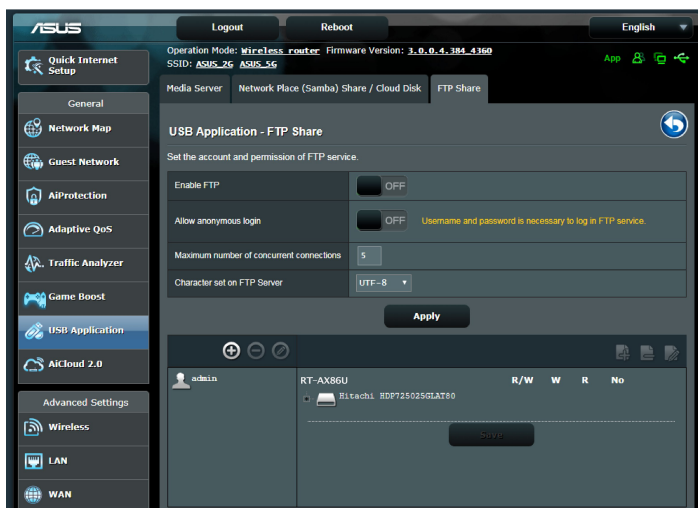 ASUS
Logout Reboot English
Quick Internet Setup
General
Network Map
Guest Network
AiProtection
Adaptive QoS
Traffic Analyzer
Game Boost
USB Application
AiCloud 2.0
Advanced Settings
Wireless
LAN
WAN
Operation Mode: Wireless router Firmware Version: 3.0.0.4.384_4360
SSID: ASUS_2G ASUS_5G
App
Media Server Network Place (Samba) Share / Cloud Disk FTP Share
USB Application - FTP Share
Set the account and permission of FTP service.
Enable FTP OFF
Allow anonymous login OFF Username and password is necessary to log in FTP service.
Maximum number of concurrent connections 5
Character set on FTP Server UTF-8
Apply
admin
RT-AX86U R/W W R No
Hitachi HDP725025GLAT80
Save